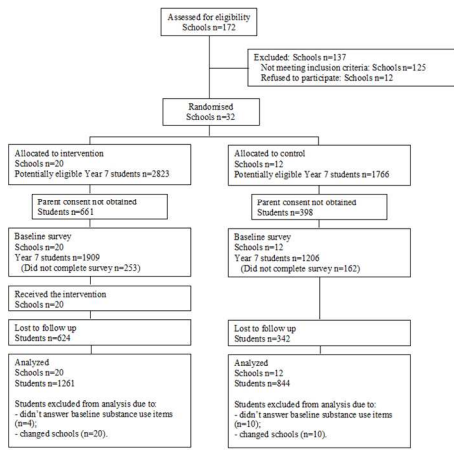 Assessed for eligibility
Schools n=172
Excluded: Schools n=137
Not meeting inclusion criteria: Schools n=125
Refused to participate: Schools n=12
Randomised
Schools n=32
Allocated to intervention
Schools n=20
Potentially eligible Year 7 students n=2823
Allocated to control
Schools n=12
Potentially eligible Year 7 students n=1766
Parent consent not obtained
Students n=661
Parent consent not obtained
Students n=398
Baseline survey
Schools n=20
Year 7 students n=1909
(Did not complete survey n=253)
Baseline survey
Schools n=12
Year 7 students n=1206
(Did not complete survey n=162)
Received the intervention
Schools n=20
Lost to follow up
Students n=624
Lost to follow up
Students n=342
Analyzed
Schools n=20
Students n=1261
Students excluded from analysis due to:
- didn't answer baseline substance use items
(n=4);
- changed schools (n=20).
Analyzed
Schools n=12
Students n=844
Students excluded from analysis due to:
- didn't answer baseline substance use items
(n=10);
- changed schools (n=10).